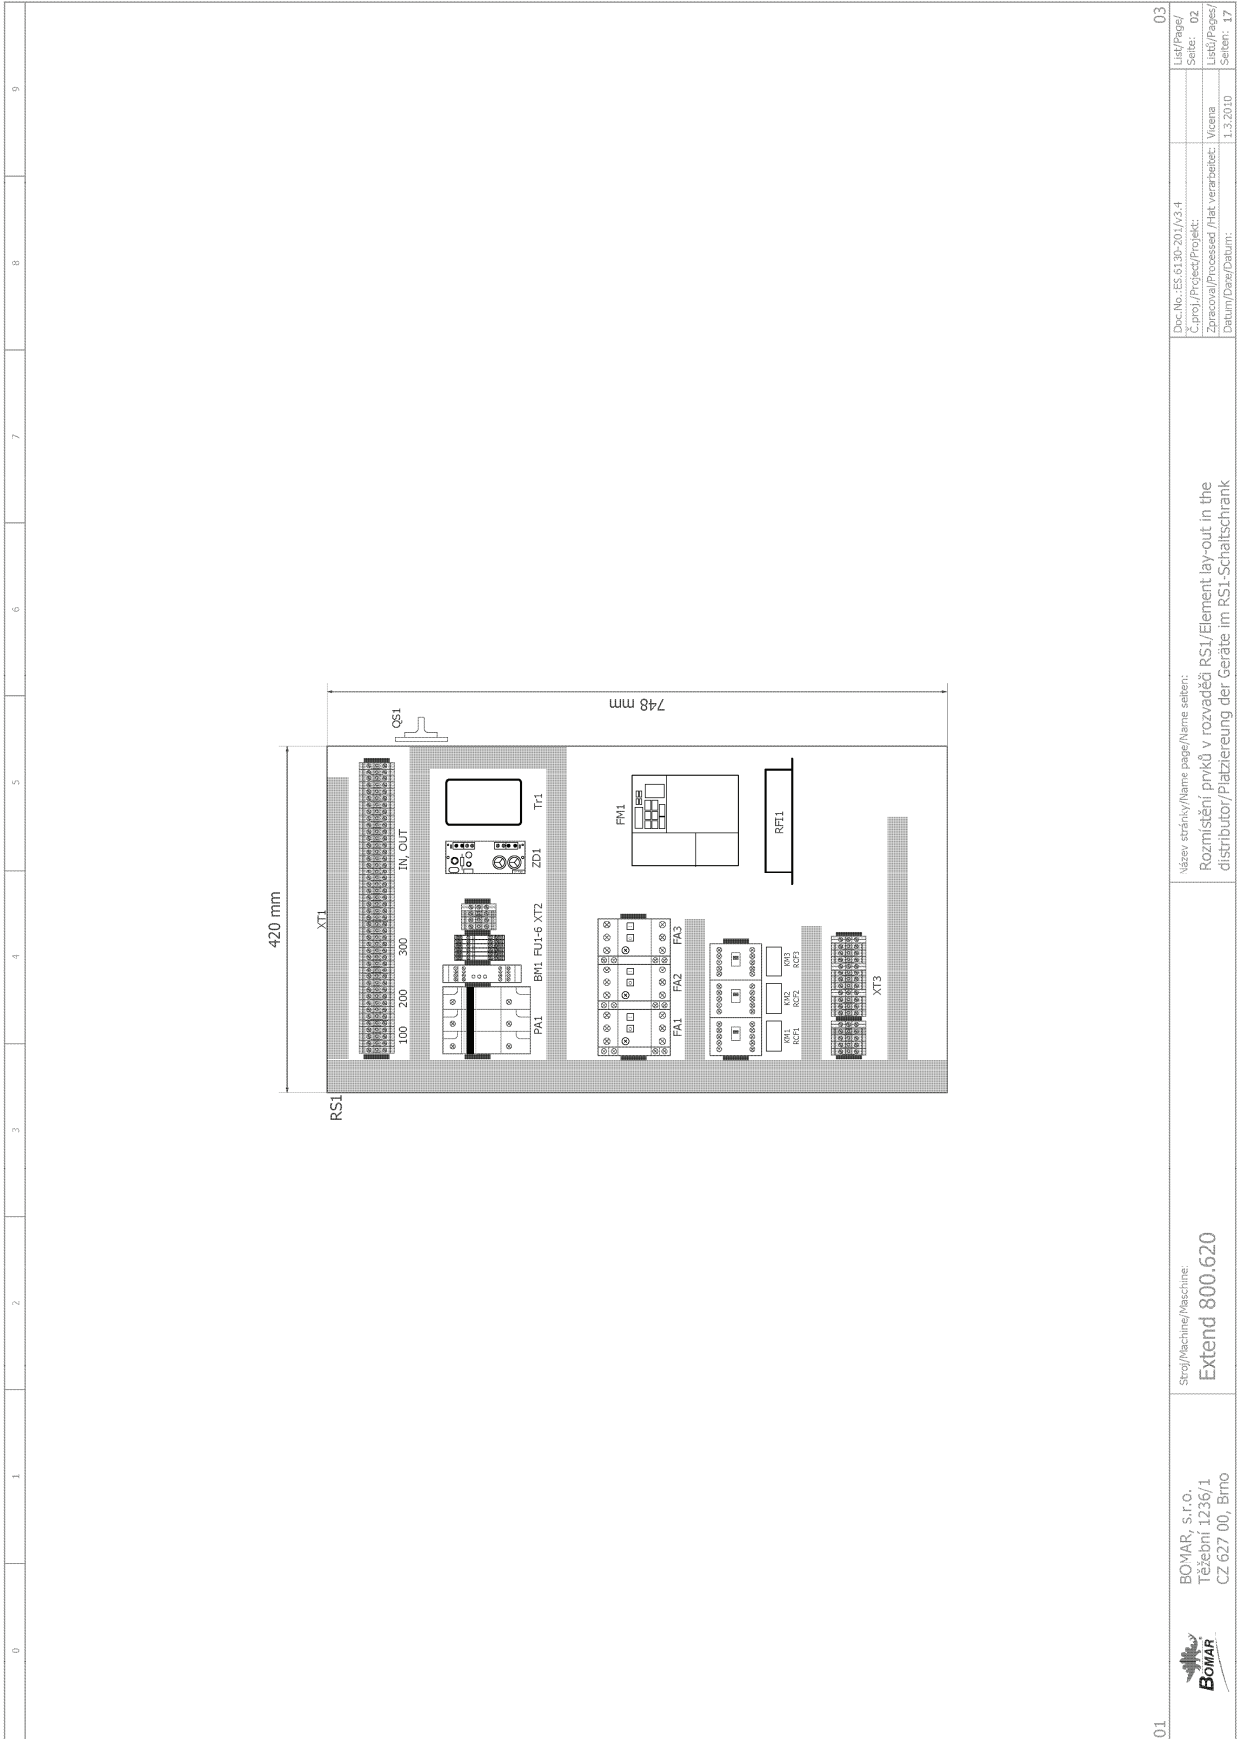 0
1
2
3
4
5
6
7
8
9
420 mm
748 mm
RS1
XT1
QS1
100
200
300
IN, OUT
PA1
BM1
FU1-6
XT2
ZD1
Tr1
FA1
FA2
FA3
FM1
KM1
RCF1
KM2
RCF2
KM3
RCF3
RFI1
XT3
01
03
BOMAR
BOMAR, s.r.o.
Těžební 1236/1
CZ 627 00, Brno
Stroj/Machine/Maschine:
Extend 800.620
Název stránky/Name page/Name seiten:
Rozmístění prvků v rozvaděči RS1/Element lay-out in the
distributor/Platziereung der Geräte im RS1-Schaltschrank
Doc.No.:ES.6130-201/v3.4
Č.proj./Project/Projekt:
Zpracoval/Processed /Hat verarbeitet: Vicena
Datum/Date/Datum: 1.3.2010
List/Page/
Seite: 02
Listů/Pages/
Seiten: 17